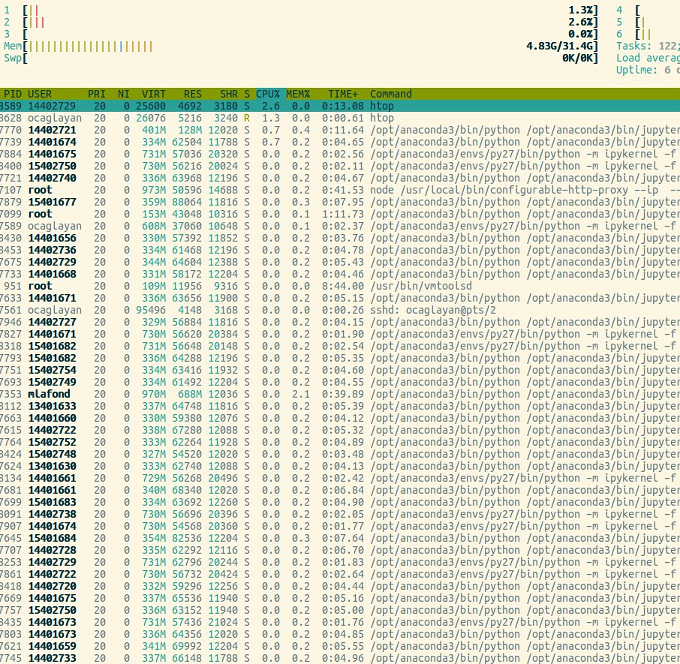 1 [|| 1.3%] 4 [
2 [||| 2.6%] 5 [|
3 [ 0.0%] 6 [||
Mem[||||||||||||||||||||| 4.83G/31.4G] Tasks: 122;
Swp[ 0K/0K] Load averag
Uptime: 6 d
PID USER PRI NI VIRT RES SHR S CPU% MEM% TIME+ Command
8589 14402729 20 0 25600 4692 3180 S 2.6 0.0 0:13.08 htop
8628 ocaglayan 20 0 26076 5216 3240 R 1.3 0.0 0:00.61 htop
7770 14402721 20 0 401M 128M 12020 S 0.7 0.4 0:11.64 /opt/anaconda3/bin/python /opt/anaconda3/bin/jupyter
7739 14401674 20 0 334M 62504 11788 S 0.7 0.2 0:04.65 /opt/anaconda3/bin/python /opt/anaconda3/bin/jupyter
7884 14401675 20 0 731M 57036 20320 S 0.0 0.2 0:02.56 /opt/anaconda3/envs/py27/bin/python -m ipykernel -f
8400 15402750 20 0 730M 56216 20024 S 0.0 0.2 0:02.11 /opt/anaconda3/envs/py27/bin/python -m ipykernel -f
7721 14402740 20 0 336M 63968 12196 S 0.0 0.2 0:04.67 /opt/anaconda3/bin/python /opt/anaconda3/bin/jupyter
7107 root 20 0 973M 50596 14688 S 0.0 0.2 0:41.53 node /usr/local/bin/configurable-http-proxy --ip --
7879 15401677 20 0 359M 88064 11816 S 0.0 0.3 0:07.95 /opt/anaconda3/bin/python /opt/anaconda3/bin/jupyter
7099 root 20 0 153M 43048 10316 S 0.0 0.1 1:11.73 /opt/anaconda3/bin/python /opt/anaconda3/bin/jupyter
7589 ocaglayan 20 0 608M 37060 10648 S 0.0 0.1 0:02.37 /opt/anaconda3/envs/py27/bin/python -m ipykernel -f
8430 14401656 20 0 330M 57392 11852 S 0.0 0.2 0:03.76 /opt/anaconda3/bin/python /opt/anaconda3/bin/jupyter
8453 14402736 20 0 334M 61468 12196 S 0.0 0.2 0:04.78 /opt/anaconda3/bin/python /opt/anaconda3/bin/jupyter
7675 14402729 20 0 344M 64604 12388 S 0.0 0.2 0:05.43 /opt/anaconda3/bin/python /opt/anaconda3/bin/jupyter
7733 14401668 20 0 331M 58172 12204 S 0.0 0.2 0:04.46 /opt/anaconda3/bin/python /opt/anaconda3/bin/jupyter
951 root 20 0 109M 11956 9316 S 0.0 0.0 8:44.00 /usr/bin/vmtoolsd
7633 14401671 20 0 336M 63656 11900 S 0.0 0.2 0:05.15 /opt/anaconda3/bin/python /opt/anaconda3/bin/jupyter
7561 ocaglayan 20 0 95496 4148 3168 S 0.0 0.0 0:00.26 sshd: ocaglayan@pts/2
7946 14402727 20 0 329M 56884 11816 S 0.0 0.2 0:04.15 /opt/anaconda3/bin/python /opt/anaconda3/bin/jupyter
7827 14401671 20 0 730M 56620 20384 S 0.0 0.2 0:01.90 /opt/anaconda3/envs/py27/bin/python -m ipykernel -f
8318 15401682 20 0 731M 56648 20148 S 0.0 0.2 0:02.54 /opt/anaconda3/envs/py27/bin/python -m ipykernel -f
7793 15401682 20 0 336M 64288 12196 S 0.0 0.2 0:05.35 /opt/anaconda3/bin/python /opt/anaconda3/bin/jupyter
7751 15402754 20 0 334M 63416 11932 S 0.0 0.2 0:04.60 /opt/anaconda3/bin/python /opt/anaconda3/bin/jupyter
7693 15402749 20 0 334M 61492 12204 S 0.0 0.2 0:04.55 /opt/anaconda3/bin/python /opt/anaconda3/bin/jupyter
7353 mlafond 20 0 970M 688M 12036 S 0.0 2.1 0:39.89 /opt/anaconda3/bin/python /opt/anaconda3/bin/jupyter
8112 13401633 20 0 337M 64748 11816 S 0.0 0.2 0:05.39 /opt/anaconda3/bin/python /opt/anaconda3/bin/jupyter
7763 14401660 20 0 330M 59380 12076 S 0.0 0.2 0:04.12 /opt/anaconda3/bin/python /opt/anaconda3/bin/jupyter
7615 14402722 20 0 338M 67280 12088 S 0.0 0.2 0:05.32 /opt/anaconda3/bin/python /opt/anaconda3/bin/jupyter
7764 15402752 20 0 333M 62264 11928 S 0.0 0.2 0:04.89 /opt/anaconda3/bin/python /opt/anaconda3/bin/jupyter
8424 15402748 20 0 327M 54520 12020 S 0.0 0.2 0:03.48 /opt/anaconda3/bin/python /opt/anaconda3/bin/jupyter
7624 13401630 20 0 333M 62740 12088 S 0.0 0.2 0:04.13 /opt/anaconda3/bin/python /opt/anaconda3/bin/jupyter
8134 14401661 20 0 729M 56268 20496 S 0.0 0.2 0:02.42 /opt/anaconda3/envs/py27/bin/python -m ipykernel -f
7681 14401661 20 0 340M 68340 12020 S 0.0 0.2 0:06.84 /opt/anaconda3/bin/python /opt/anaconda3/bin/jupyter
7699 15401683 20 0 334M 63692 12260 S 0.0 0.2 0:04.90 /opt/anaconda3/bin/python /opt/anaconda3/bin/jupyter
8091 14402738 20 0 730M 56696 20396 S 0.0 0.2 0:02.05 /opt/anaconda3/envs/py27/bin/python -m ipykernel -f
7907 14401674 20 0 730M 54568 20360 S 0.0 0.2 0:01.77 /opt/anaconda3/envs/py27/bin/python -m ipykernel -f
7645 15401684 20 0 354M 82536 12204 S 0.0 0.3 0:07.64 /opt/anaconda3/bin/python /opt/anaconda3/bin/jupyter
7707 14402728 20 0 335M 62292 12116 S 0.0 0.2 0:06.70 /opt/anaconda3/bin/python /opt/anaconda3/bin/jupyter
8253 14402729 20 0 731M 62796 20244 S 0.0 0.2 0:01.83 /opt/anaconda3/envs/py27/bin/python -m ipykernel -f
7861 14402722 20 0 730M 56732 20424 S 0.0 0.2 0:02.64 /opt/anaconda3/envs/py27/bin/python -m ipykernel -f
8418 14402720 20 0 332M 59296 12256 S 0.0 0.2 0:04.44 /opt/anaconda3/bin/python /opt/anaconda3/bin/jupyter
7669 14401675 20 0 337M 65536 11940 S 0.0 0.2 0:05.16 /opt/anaconda3/bin/python /opt/anaconda3/bin/jupyter
7757 15402750 20 0 336M 63152 11940 S 0.0 0.2 0:05.00 /opt/anaconda3/bin/python /opt/anaconda3/bin/jupyter
8435 14401673 20 0 731M 57436 21024 S 0.0 0.2 0:01.76 /opt/anaconda3/envs/py27/bin/python -m ipykernel -f
7803 14401673 20 0 336M 64356 12020 S 0.0 0.2 0:04.85 /opt/anaconda3/bin/python /opt/anaconda3/bin/jupyter
7621 14401659 20 0 341M 69992 12204 S 0.0 0.2 0:05.55 /opt/anaconda3/bin/python /opt/anaconda3/bin/jupyter
7745 14402733 20 0 337M 66148 11788 S 0.0 0.2 0:04.96 /opt/anaconda3/bin/python /opt/anaconda3/bin/jupyter